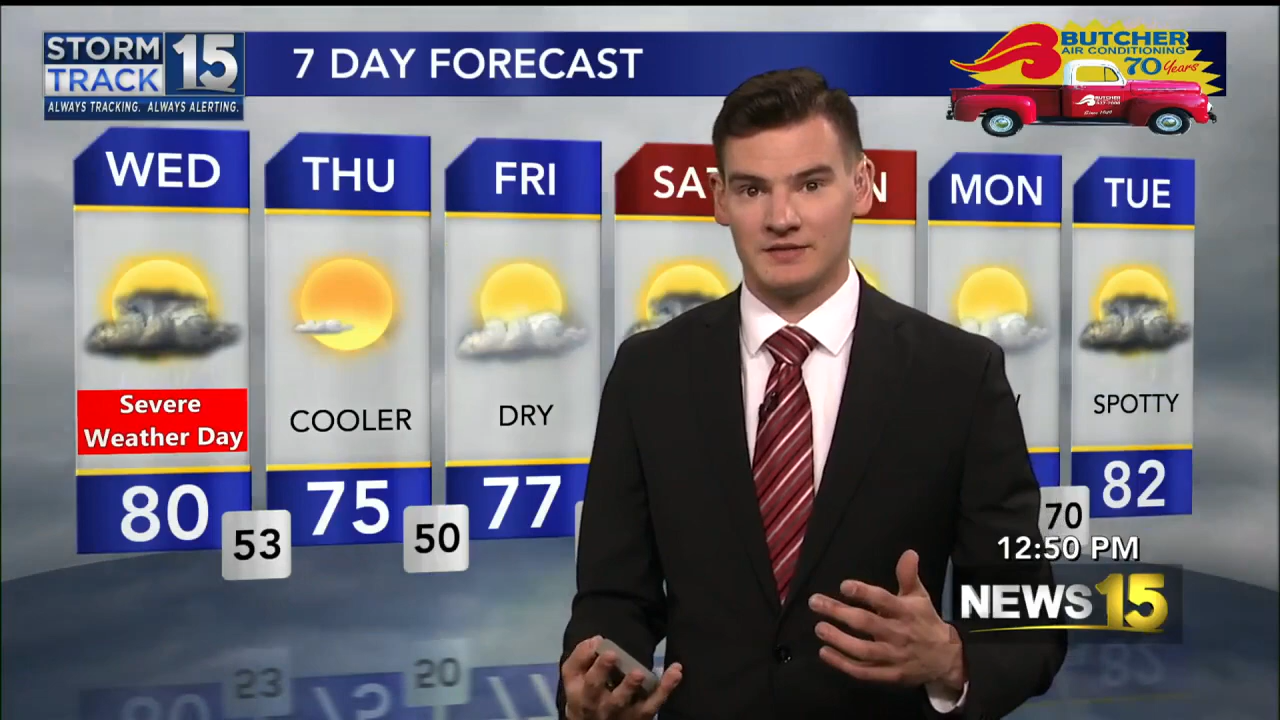 STORM
TRACK
15
ALWAYS TRACKING. ALWAYS ALERTING.
7 DAY FORECAST
BUTCHER
AIR CONDITIONING
70 Years
BUTCHER
WED
THU
FRI
SAT
N
MON
TUE
Severe
Weather Day
COOLER
DRY
SPOTTY
80
53
75
50
77
70
82
12:50 PM
NEWS 15